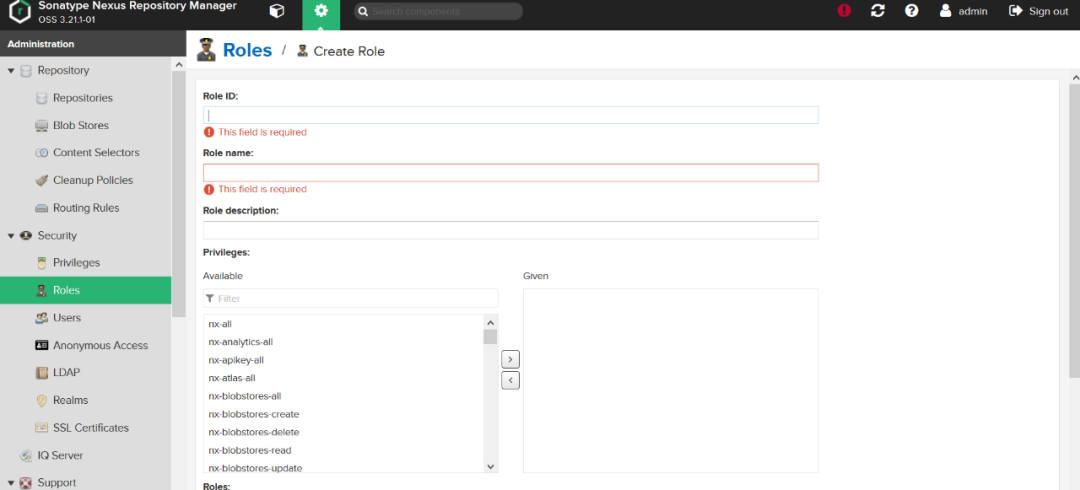 Sonatype Nexus Repository Manager
OSS 3.21.1-01
Search components
admin
Sign out
Administration
Repository
Repositories
Blob Stores
Content Selectors
Cleanup Policies
Routing Rules
Security
Privileges
Roles
Users
Anonymous Access
LDAP
Realms
SSL Certificates
IQ Server
Support
Roles / Create Role
Role ID:
This field is required
Role name:
This field is required
Role description:
Privileges:
Available
Given
Filter
nx-all
nx-analytics-all
nx-apikey-all
nx-atlas-all
nx-blobstores-all
nx-blobstores-create
nx-blobstores-delete
nx-blobstores-read
nx-blobstores-update
Roles: